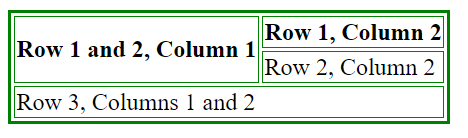 Row 1 and 2, Column 1
Row 1, Column 2
Row 2, Column 2
Row 3, Columns 1 and 2